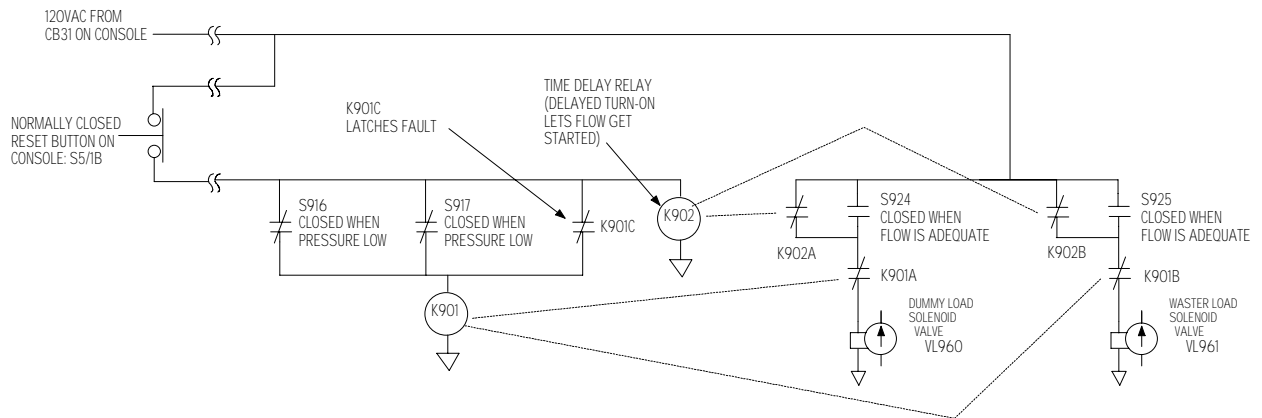 120VAC FROM
CB31 ON CONSOLE
NORMALLY CLOSED
RESET BUTTON ON
CONSOLE: S5/1B
K901C
LATCHES FAULT
TIME DELAY RELAY
(DELAYED TURN-ON
LETS FLOW GET
STARTED)
S916
CLOSED WHEN
PRESSURE LOW
S917
CLOSED WHEN
PRESSURE LOW
K901C
K902
K901
S924
CLOSED WHEN
FLOW IS ADEQUATE
K902A
K901A
DUMMY LOAD
SOLENOID
VALVE
VL960
S925
CLOSED WHEN
FLOW IS ADEQUATE
K902B
K901B
WASTER LOAD
SOLENOID
VALVE
VL961